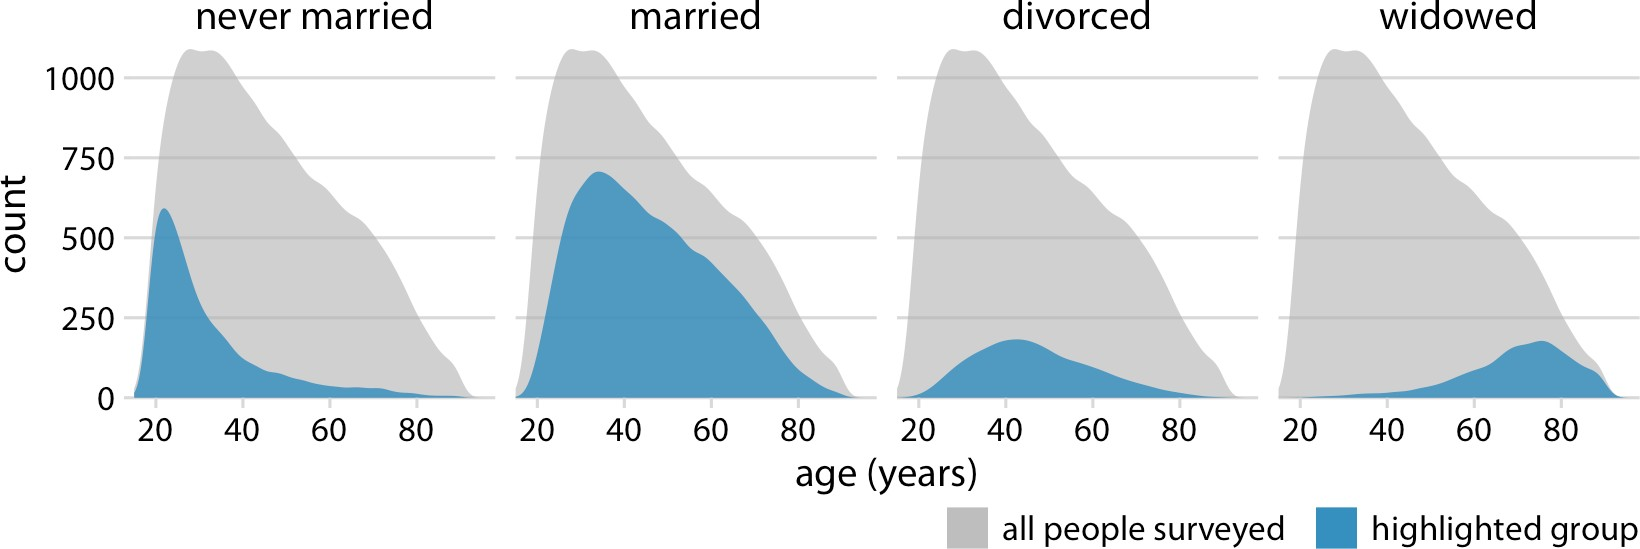 never married married divorced widowed
1000
750
500
250
0
count
20 40 60 80 20 40 60 80 20 40 60 80 20 40 60 80
age (years)
all people surveyed highlighted group